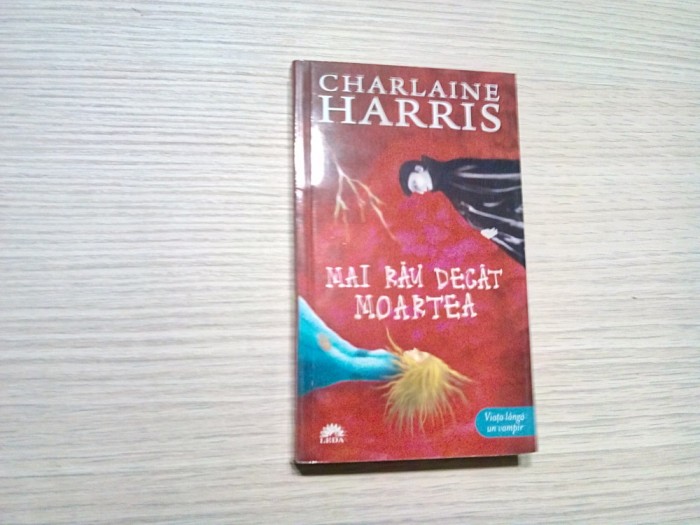 CHARLAINE
HARRIS
MAI RĂU DECÂT
MOARTEA
Viața lângă
un vampir
LEDA